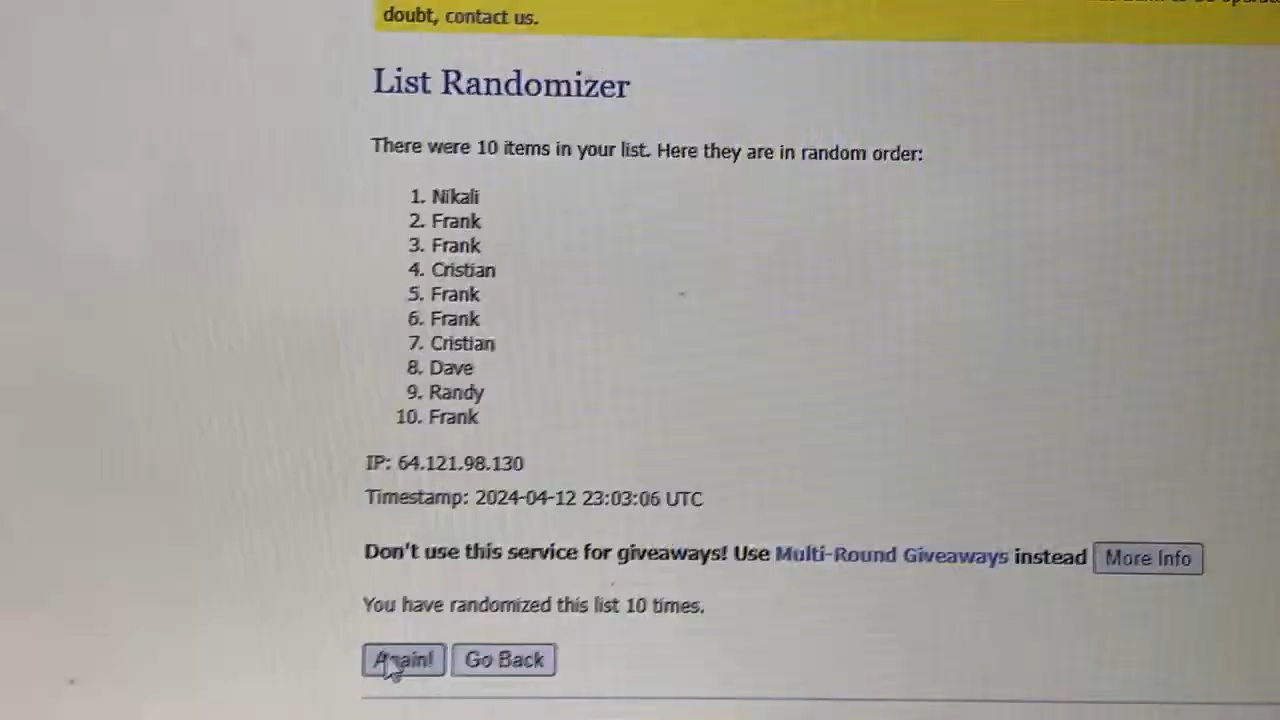 doubt, contact us.
List Randomizer
There were 10 items in your list. Here they are in random order:
1. Nikali
2. Frank
3. Frank
4. Cristian
5. Frank
6. Frank
7. Cristian
8. Dave
9. Randy
10. Frank
IP: 64.121.98.130
Timestamp: 2024-04-12 23:03:06 UTC
Don't use this service for giveaways! Use Multi-Round Giveaways instead More Info
You have randomized this list 10 times.
Again! Go Back